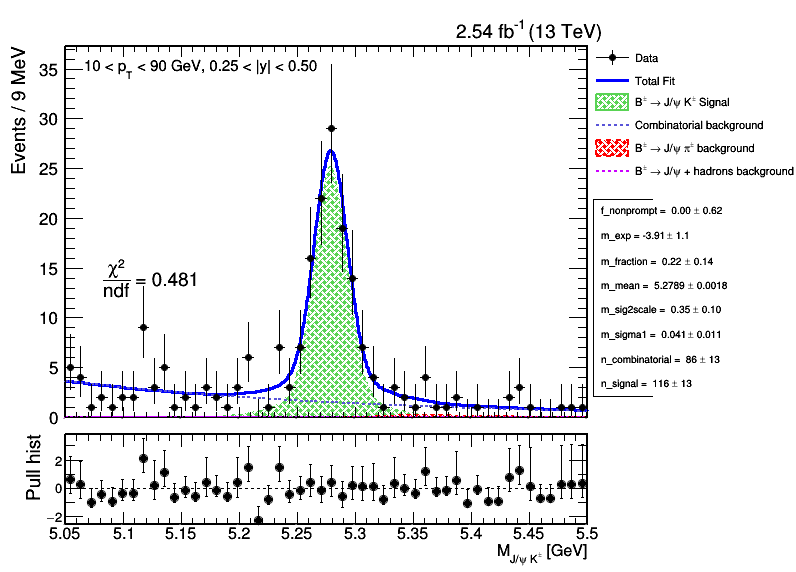 2.54 fb⁻¹ (13 TeV)
Events / 9 MeV
10 < p_T < 90 GeV, 0.25 < |y| < 0.50
35
30
25
20
15
10
5
0
χ²/ndf = 0.481
Data
Total Fit
B± → J/ψ K± Signal
Combinatorial background
B± → J/ψ π± background
B± → J/ψ + hadrons background
f_nonprompt = 0.00 ± 0.62
m_exp = -3.91 ± 1.1
m_fraction = 0.22 ± 0.14
m_mean = 5.2789 ± 0.0018
m_sig2scale = 0.35 ± 0.10
m_sigma1 = 0.041 ± 0.011
n_combinatorial = 86 ± 13
n_signal = 116 ± 13
Pull hist
2
0
−2
5.05 5.1 5.15 5.2 5.25 5.3 5.35 5.4 5.45 5.5
M_{J/ψ K±} [GeV]